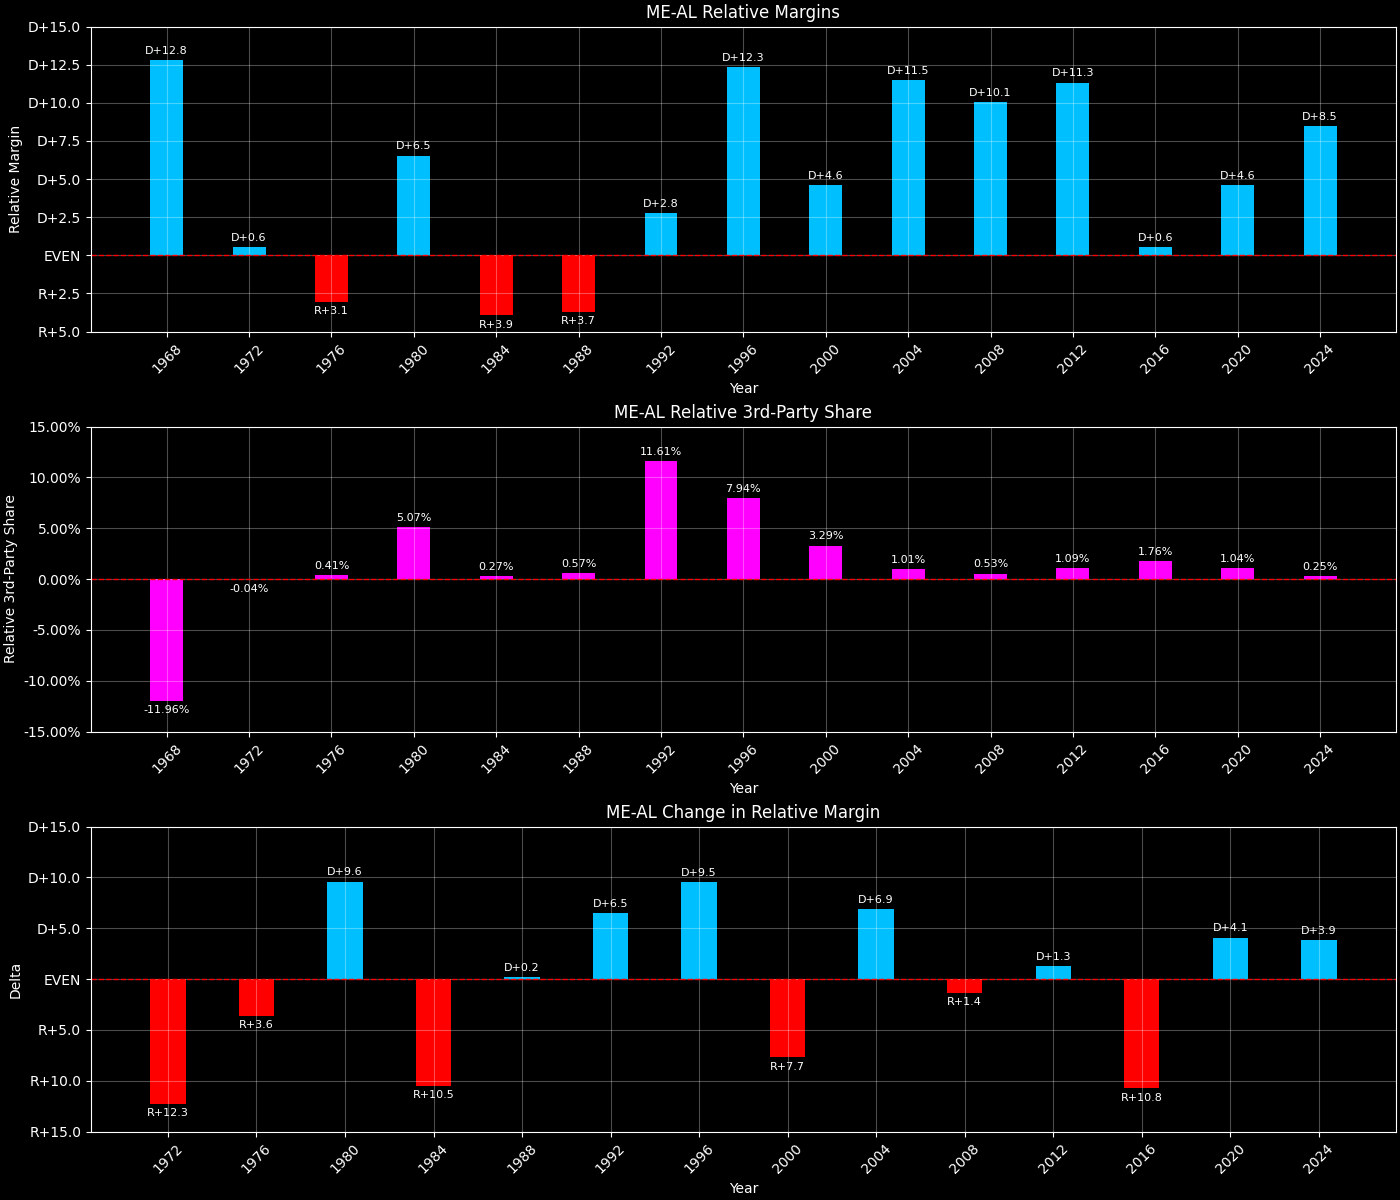 ME-AL Relative Margins
D+15.0
D+12.5
D+10.0
D+7.5
D+5.0
D+2.5
EVEN
R+2.5
R+5.0
Relative Margin
D+12.8
D+0.6
R+3.1
D+6.5
R+3.9
R+3.7
D+2.8
D+12.3
D+4.6
D+11.5
D+10.1
D+11.3
D+0.6
D+4.6
D+8.5
1968
1972
1976
1980
1984
1988
1992
1996
2000
2004
2008
2012
2016
2020
2024
Year
ME-AL Relative 3rd-Party Share
15.00%
10.00%
5.00%
0.00%
-5.00%
-10.00%
-15.00%
Relative 3rd-Party Share
-11.96%
-0.04%
0.41%
5.07%
0.27%
0.57%
11.61%
7.94%
3.29%
1.01%
0.53%
1.09%
1.76%
1.04%
0.25%
1968
1972
1976
1980
1984
1988
1992
1996
2000
2004
2008
2012
2016
2020
2024
Year
ME-AL Change in Relative Margin
D+15.0
D+10.0
D+5.0
EVEN
R+5.0
R+10.0
R+15.0
Delta
R+12.3
R+3.6
D+9.6
R+10.5
D+0.2
D+6.5
D+9.5
R+7.7
D+6.9
R+1.4
D+1.3
R+10.8
D+4.1
D+3.9
1972
1976
1980
1984
1988
1992
1996
2000
2004
2008
2012
2016
2020
2024
Year